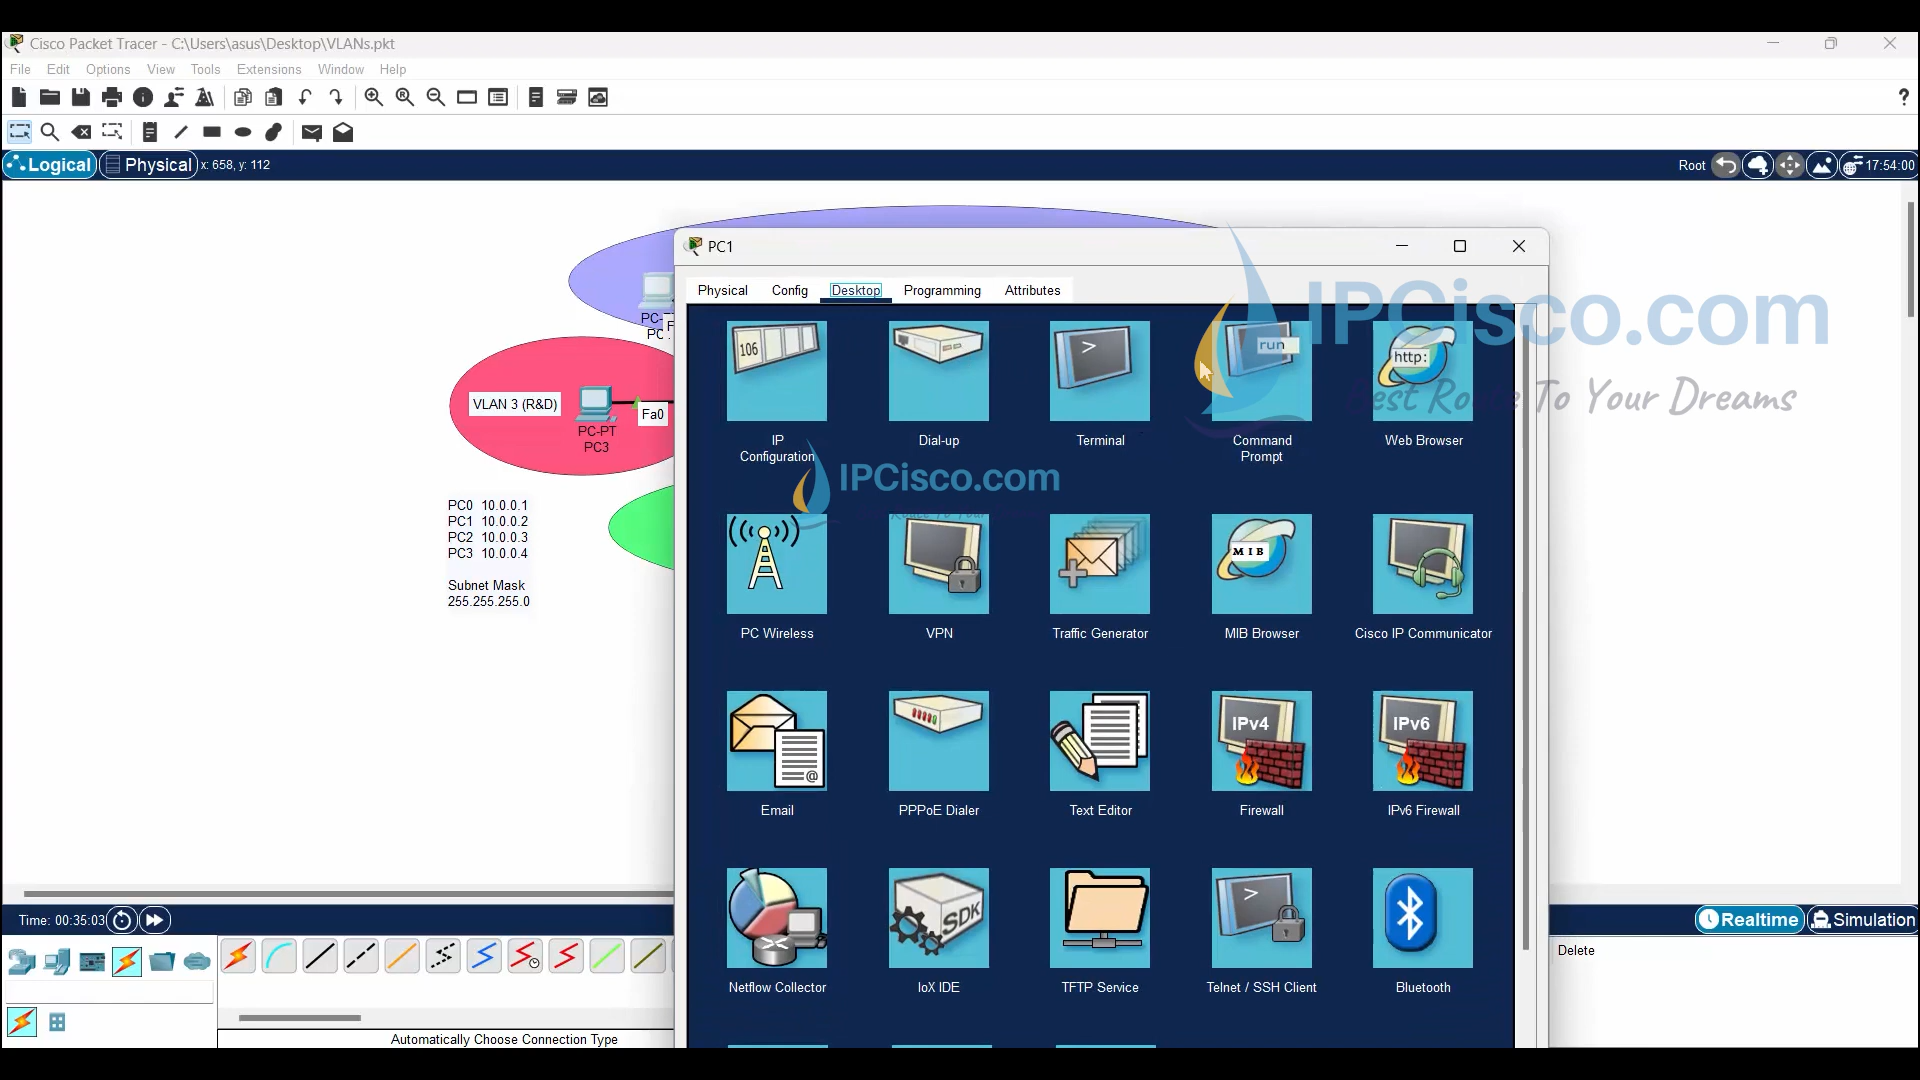 Cisco Packet Tracer - C:\Users\asus\Desktop\VLANs.pkt
File Edit Options View Tools Extensions Window Help
Logical Physical x: 658, y: 112
Root 17:54:00
PC1
Physical Config Desktop Programming Attributes
106
>
run
http:
IP Configuration
Dial-up
Terminal
Command Prompt
Web Browser
IPCisco.com
Best Route To Your Dreams
IPCisco.com
VLAN 3 (R&D)
Fa0
PC-PT
PC3
PC0 10.0.0.1
PC1 10.0.0.2
PC2 10.0.0.3
PC3 10.0.0.4
Subnet Mask
255.255.255.0
MIB
PC Wireless
VPN
Traffic Generator
MIB Browser
Cisco IP Communicator
@
IPv4
IPv6
Email
PPPoE Dialer
Text Editor
Firewall
IPv6 Firewall
SDK
>
Netflow Collector
IoX IDE
TFTP Service
Telnet / SSH Client
Bluetooth
Time: 00:35:03
Realtime Simulation
Delete
Automatically Choose Connection Type